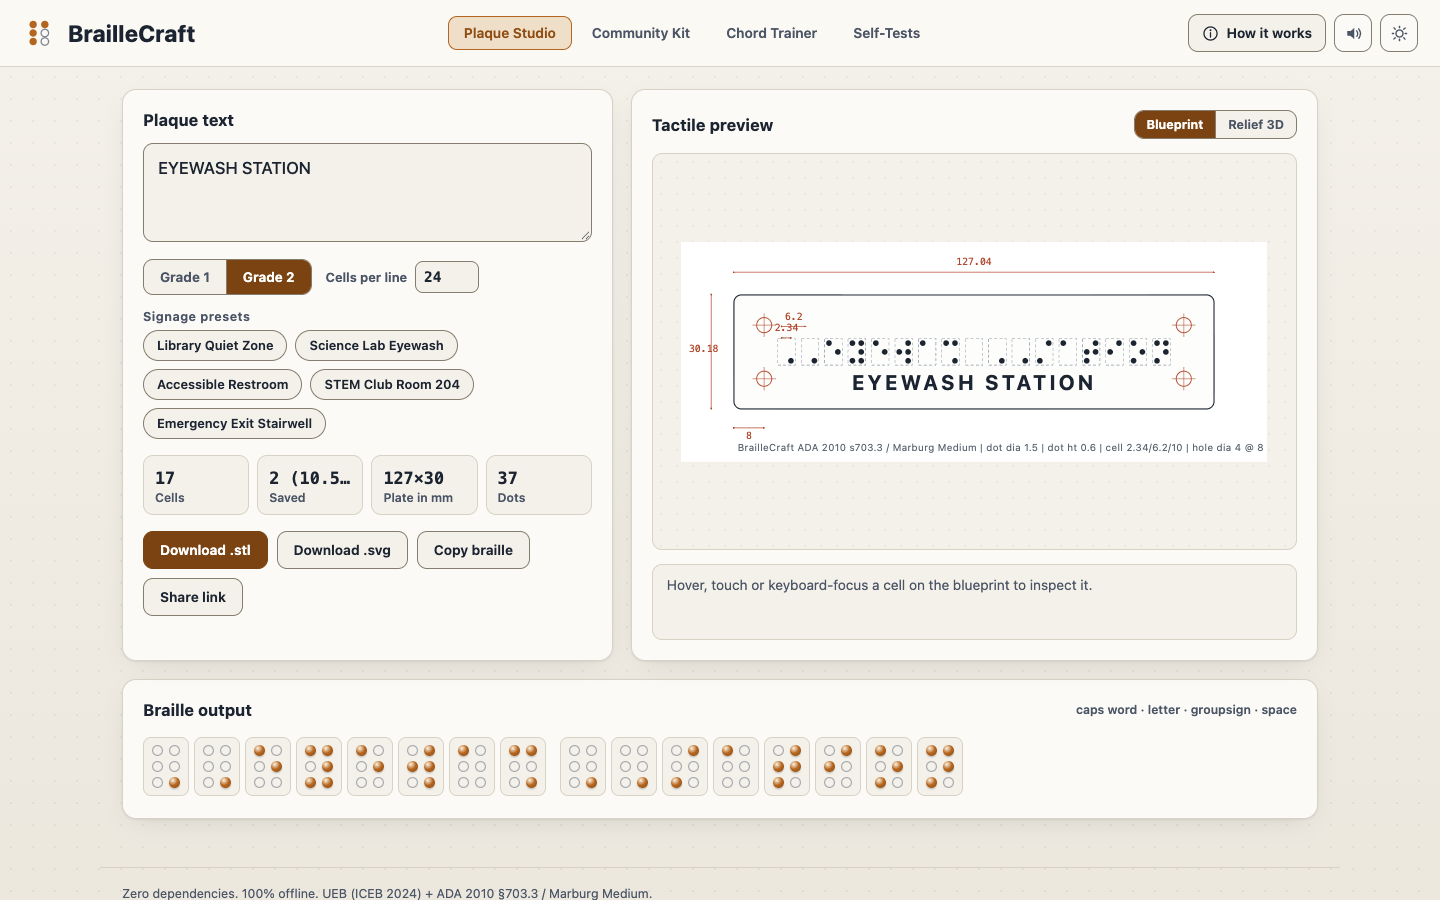 BrailleCraft
Plaque Studio
Community Kit
Chord Trainer
Self-Tests
How it works
Plaque text
EYEWASH STATION
Grade 1
Grade 2
Cells per line
24
Signage presets
Library Quiet Zone
Science Lab Eyewash
Accessible Restroom
STEM Club Room 204
Emergency Exit Stairwell
17
Cells
2 (10.5…
Saved
127×30
Plate in mm
37
Dots
Download .stl
Download .svg
Copy braille
Share link
Tactile preview
Blueprint
Relief 3D
127.04
6.2
2.34
30.18
EYEWASH STATION
8
BrailleCraft ADA 2010 s703.3 / Marburg Medium | dot dia 1.5 | dot ht 0.6 | cell 2.34/6.2/10 | hole dia 4 @ 8
Hover, touch or keyboard-focus a cell on the blueprint to inspect it.
Braille output
caps word · letter · groupsign · space
Zero dependencies. 100% offline. UEB (ICEB 2024) + ADA 2010 §703.3 / Marburg Medium.